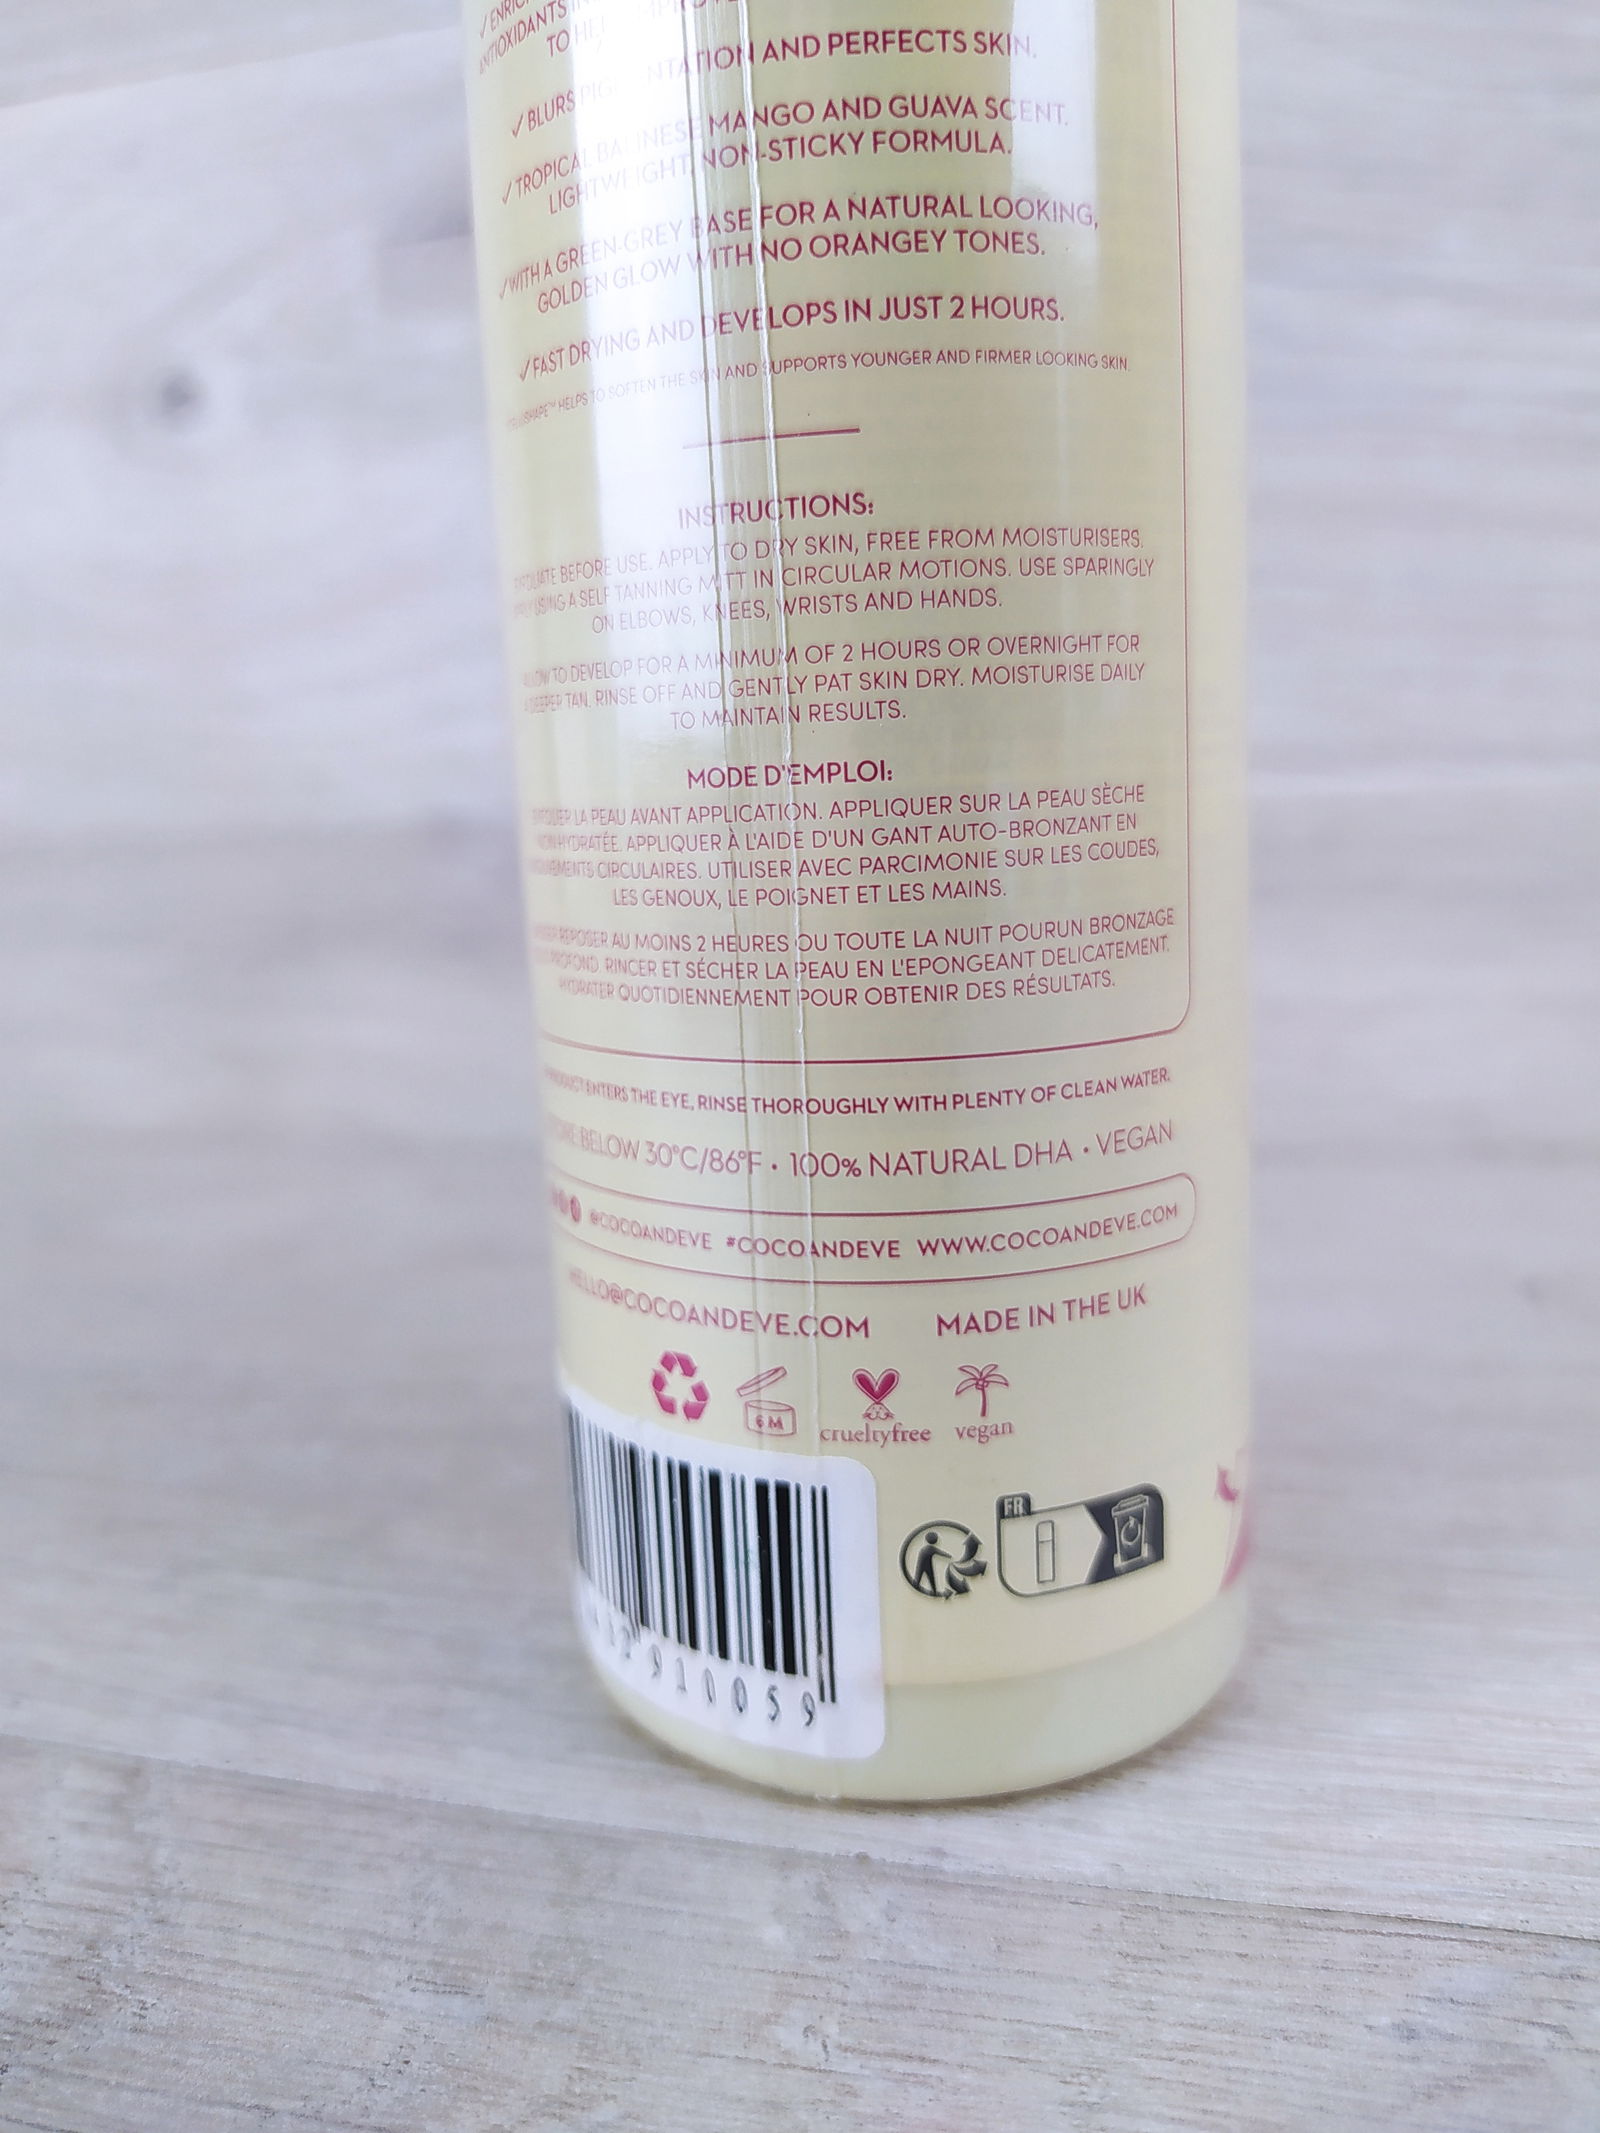 ✓ ENRIC
ANTIOXIDANTS IN
TO HEL IMPROVE
✓ BLURS PIG NTATION AND PERFECTS SKIN.
✓ TROPICAL BALINESE MANGO AND GUAVA SCENT.
LIGHTWEIGHT, NON-STICKY FORMULA.
✓ WITH A GREEN-GREY BASE FOR A NATURAL LOOKING,
GOLDEN GLOW WITH NO ORANGEY TONES.
✓ FAST DRYING AND DEVELOPS IN JUST 2 HOURS.
HELPS TO SOFTEN THE SKIN AND SUPPORTS YOUNGER AND FIRMER LOOKING SKIN.
INSTRUCTIONS:
BEFORE USE. APPLY TO DRY SKIN, FREE FROM MOISTURISERS.
USING A SELF TANNING MITT IN CIRCULAR MOTIONS. USE SPARINGLY
ON ELBOWS, KNEES, WRISTS AND HANDS.
TO DEVELOP FOR A MINIMUM OF 2 HOURS OR OVERNIGHT FOR
DEEPER TAN. RINSE OFF AND GENTLY PAT SKIN DRY. MOISTURISE DAILY
TO MAINTAIN RESULTS.
MODE D'EMPLOI:
LA PEAU AVANT APPLICATION. APPLIQUER SUR LA PEAU SÈCHE
HYDRATÉE. APPLIQUER À L'AIDE D'UN GANT AUTO-BRONZANT EN
CIRCULAIRES. UTILISER AVEC PARCIMONIE SUR LES COUDES,
LES GENOUX, LE POIGNET ET LES MAINS.
REPOSER AU MOINS 2 HEURES OU TOUTE LA NUIT POURUN BRONZAGE
PROFOND. RINCER ET SÉCHER LA PEAU EN L'EPONGEANT DELICATEMENT.
HYDRATER QUOTIDIENNEMENT POUR OBTENIR DES RÉSULTATS.
PRODUCT ENTERS THE EYE, RINSE THOROUGHLY WITH PLENTY OF CLEAN WATER.
BELOW 30°C/86°F • 100% NATURAL DHA • VEGAN
@COCOANDEVE #COCOANDEVE WWW.COCOANDEVE.COM
HELLO@COCOANDEVE.COM MADE IN THE UK
6 M
crueltyfree vegan
FR
2910059